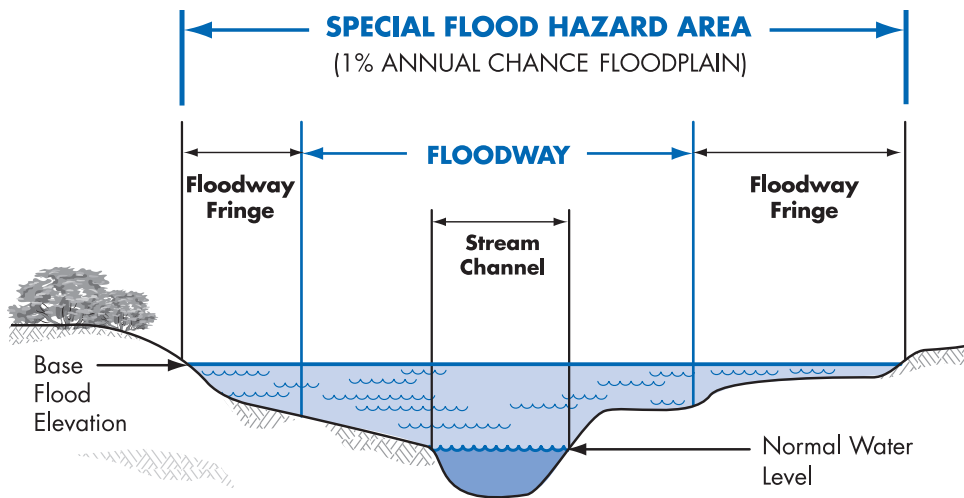 SPECIAL FLOOD HAZARD AREA
(1% ANNUAL CHANCE FLOODPLAIN)
FLOODWAY
Floodway
Fringe
Floodway
Fringe
Stream
Channel
Base
Flood
Elevation
Normal Water
Level